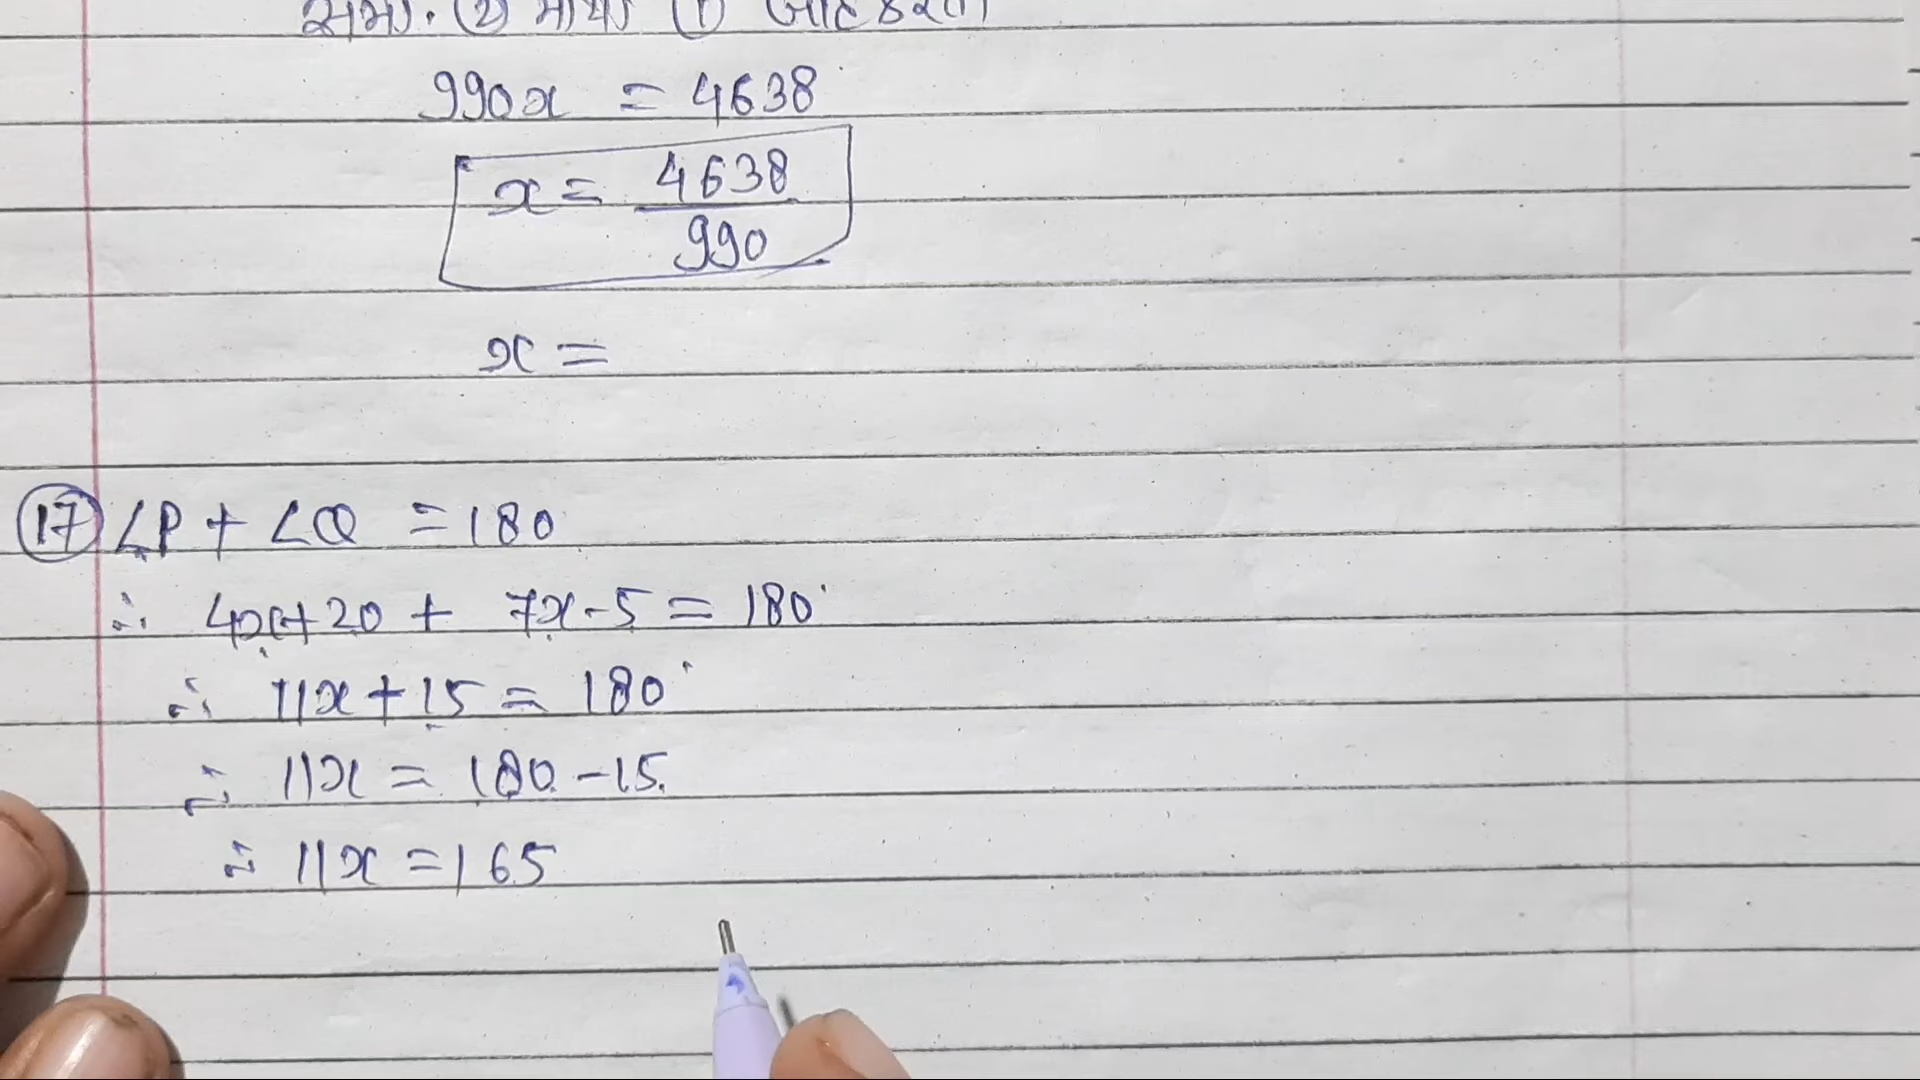 990x = 4638
x = 4638
990
x =
17 ∠P + ∠Q = 180
∴ 4x+20 + 7x-5 = 180
∴ 11x+15 = 180
∴ 11x = 180-15
∴ 11x = 165